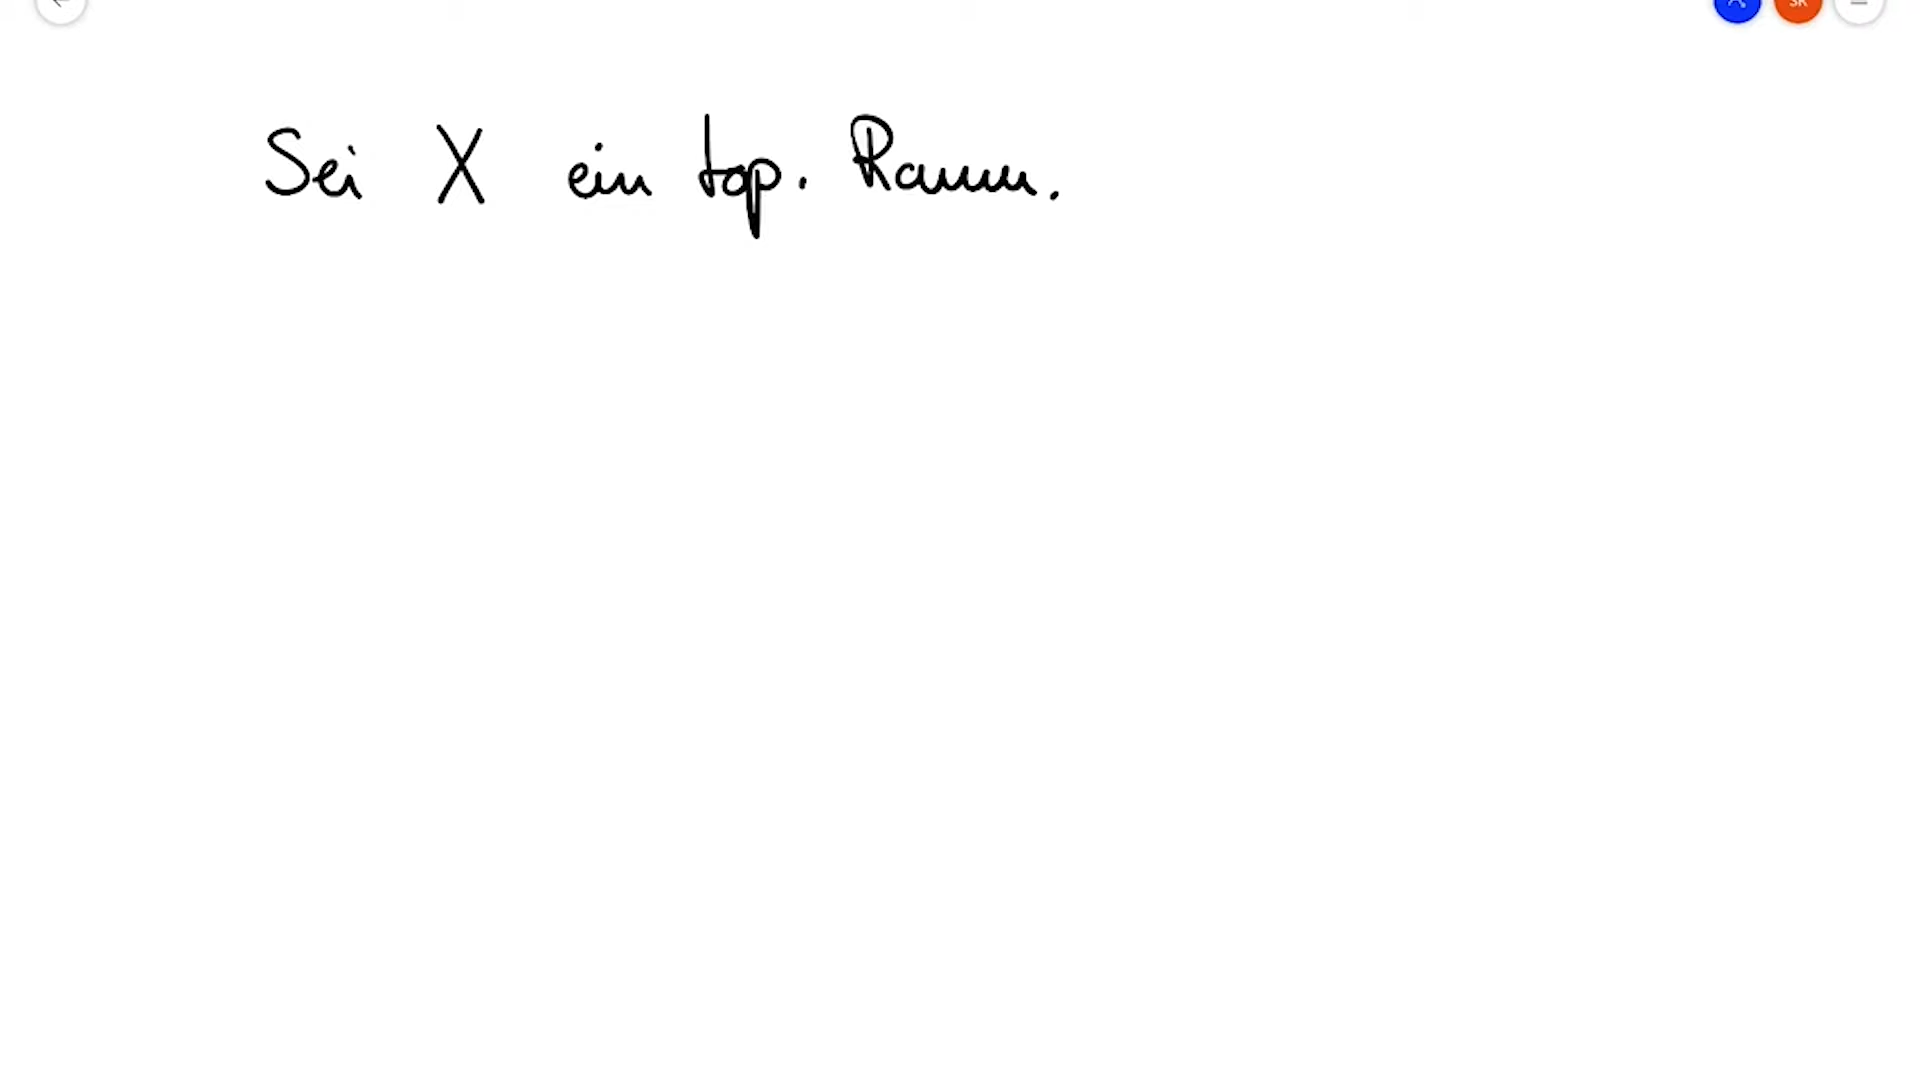 Sei X ein top. Raum.